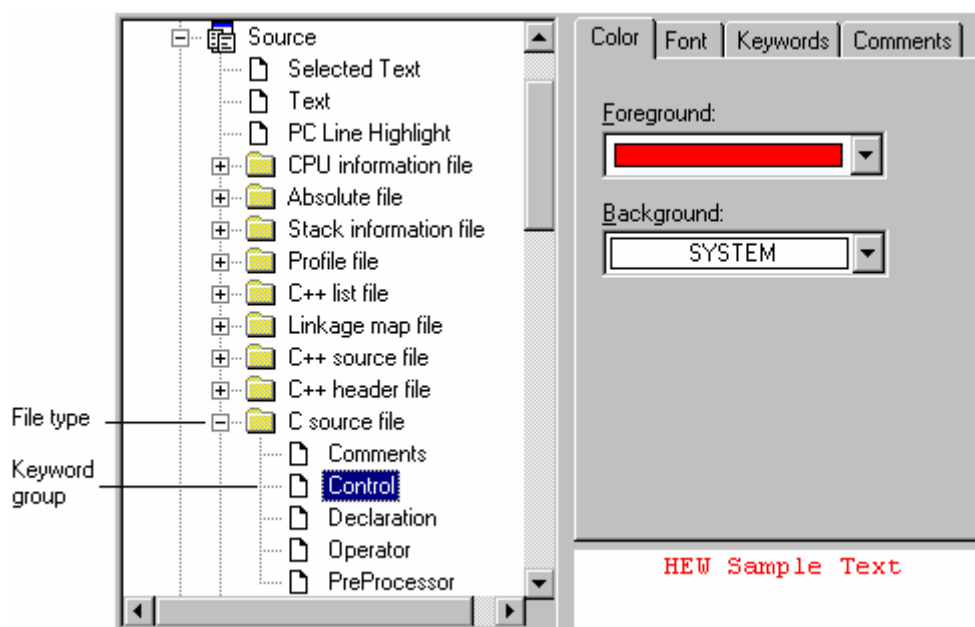 Source
Selected Text
Text
PC Line Highlight
CPU information file
Absolute file
Stack information file
Profile file
C++ list file
Linkage map file
C++ source file
C++ header file
File type
C source file
Comments
Keyword
group
Control
Declaration
Operator
PreProcessor
Color Font Keywords Comments
Foreground:
Background:
SYSTEM
HEW Sample Text